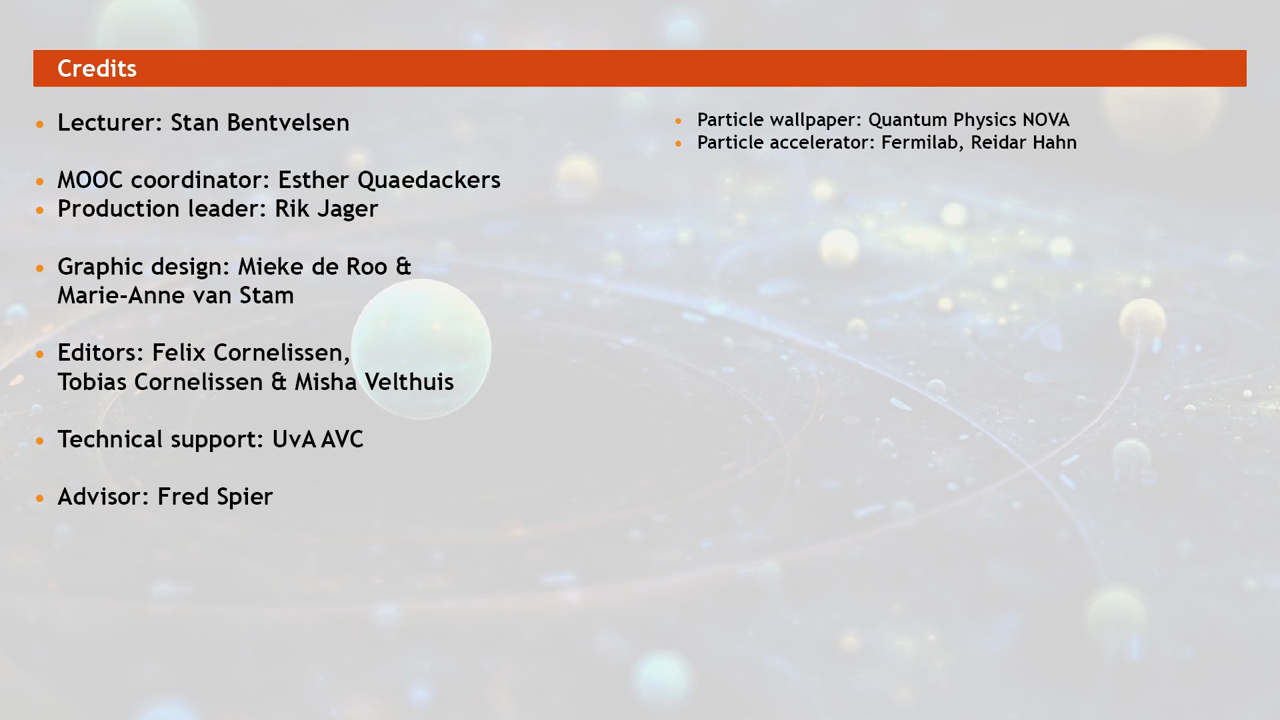 Credits
Lecturer: Stan Bentvelsen
MOOC coordinator: Esther Quaedackers
Production leader: Rik Jager
Graphic design: Mieke de Roo &
Marie-Anne van Stam
Editors: Felix Cornelissen,
Tobias Cornelissen & Misha Velthuis
Technical support: UvA AVC
Advisor: Fred Spier
Particle wallpaper: Quantum Physics NOVA
Particle accelerator: Fermilab, Reidar Hahn